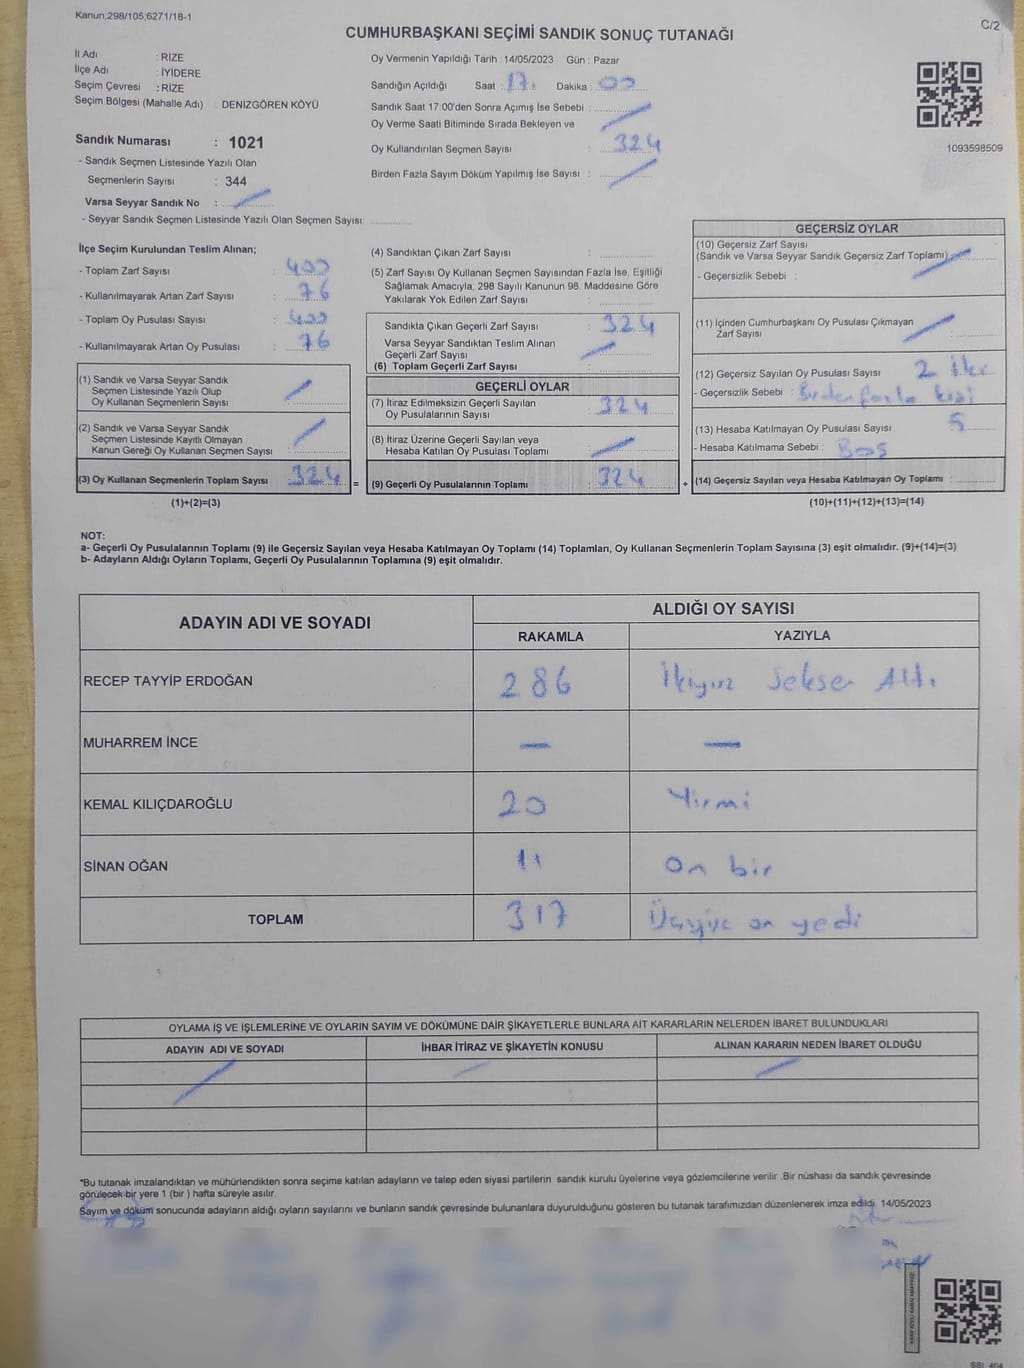 Kanun;298/105;6271/18-1
C/2
CUMHURBAŞKANI SEÇİMİ SANDIK SONUÇ TUTANAĞI
İl Adı : RİZE
İlçe Adı : İYİDERE
Seçim Çevresi : RİZE
Seçim Bölgesi (Mahalle Adı) : DENİZGÖREN KÖYÜ
Oy Vermenin Yapıldığı Tarih : 14/05/2023 Gün : Pazar
Sandığın Açıldığı Saat : 17 : Dakika : 00
Sandık Saat 17:00'den Sonra Açımış İse Sebebi :
Oy Verme Saati Bitiminde Sırada Bekleyen ve
Oy Kullandırılan Seçmen Sayısı : 324
Birden Fazla Sayım Döküm Yapılmış İse Sayısı :
1093598509
Sandık Numarası : 1021
- Sandık Seçmen Listesinde Yazılı Olan
Seçmenlerin Sayısı : 344
Varsa Seyyar Sandık No :
- Seyyar Sandık Seçmen Listesinde Yazılı Olan Seçmen Sayısı:
İlçe Seçim Kurulundan Teslim Alınan;
- Toplam Zarf Sayısı : 400
- Kullanılmayarak Artan Zarf Sayısı : 76
- Toplam Oy Pusulası Sayısı : 400
- Kullanılmayarak Artan Oy Pusulası : 76
(1) Sandık ve Varsa Seyyar Sandık
Seçmen Listesinde Yazılı Olup
Oy Kullanan Seçmenlerin Sayısı :
(2) Sandık ve Varsa Seyyar Sandık
Seçmen Listesinde Kayıtlı Olmayan
Kanun Gereği Oy Kullanan Seçmen Sayısı :
(3) Oy Kullanan Seçmenlerin Toplam Sayısı : 324 =
(1)+(2)=(3)
(4) Sandıktan Çıkan Zarf Sayısı :
(5) Zarf Sayısı Oy Kullanan Seçmen Sayısından Fazla İse, Eşitliği
Sağlamak Amacıyla; 298 Sayılı Kanunun 98. Maddesine Göre
Yakılarak Yok Edilen Zarf Sayısı :
Sandıkta Çıkan Geçerli Zarf Sayısı : 324
Varsa Seyyar Sandıktan Teslim Alınan
Geçerli Zarf Sayısı :
(6) Toplam Geçerli Zarf Sayısı :
GEÇERLİ OYLAR
(7) İtiraz Edilmeksizin Geçerli Sayılan
Oy Pusulalarının Sayısı : 324
(8) İtiraz Üzerine Geçerli Sayılan veya
Hesaba Katılan Oy Pusulası Toplamı :
(9) Geçerli Oy Pusulalarının Toplamı : 324 +
GEÇERSİZ OYLAR
(10) Geçersiz Zarf Sayısı
(Sandık ve Varsa Seyyar Sandık Geçersiz Zarf Toplamı)
- Geçersizlik Sebebi :
(11) İçinden Cumhurbaşkanı Oy Pusulası Çıkmayan
Zarf Sayısı :
(12) Geçersiz Sayılan Oy Pusulası Sayısı : 2 iki
- Geçersizlik Sebebi : Birden fazla kişi
(13) Hesaba Katılmayan Oy Pusulası Sayısı : 5
- Hesaba Katılmama Sebebi : Boş
(14) Geçersiz Sayılan veya Hesaba Katılmayan Oy Toplamı :
(10)+(11)+(12)+(13)=(14)
NOT:
a- Geçerli Oy Pusulalarının Toplamı (9) ile Geçersiz Sayılan veya Hesaba Katılmayan Oy Toplamı (14) Toplamları, Oy Kullanan Seçmenlerin Toplam Sayısına (3) eşit olmalıdır. (9)+(14)=(3)
b- Adayların Aldığı Oyların Toplamı, Geçerli Oy Pusulalarının Toplamına (9) eşit olmalıdır.
ADAYIN ADI VE SOYADI
ALDIĞI OY SAYISI
RAKAMLA YAZIYLA
RECEP TAYYİP ERDOĞAN 286 İkiyüz Seksen Altı
MUHARREM İNCE — —
KEMAL KILIÇDAROĞLU 20 Yirmi
SİNAN OĞAN 11 On bir
TOPLAM 317 Üçyüz on yedi
OYLAMA İŞ VE İŞLEMLERİNE VE OYLARIN SAYIM VE DÖKÜMÜNE DAİR ŞİKAYETLERLE BUNLARA AİT KARARLARIN NELERDEN İBARET BULUNDUKLARI
ADAYIN ADI VE SOYADI
İHBAR İTİRAZ VE ŞİKAYETİN KONUSU
ALINAN KARARIN NEDEN İBARET OLDUĞU
*Bu tutanak imzalandıktan ve mühürlendikten sonra seçime katılan adayların ve talep eden siyasi partilerin sandık kurulu üyelerine veya gözlemcilerine verilir. Bir nüshası da sandık çevresinde
görülecek bir yere 1 (bir ) hafta süreyle asılır.
Sayım ve döküm sonucunda adayların aldığı oyların sayılarını ve bunların sandık çevresinde bulunanlara duyurulduğunu gösteren bu tutanak tarafımızdan düzenlenerek imza edildi. 14/05/2023